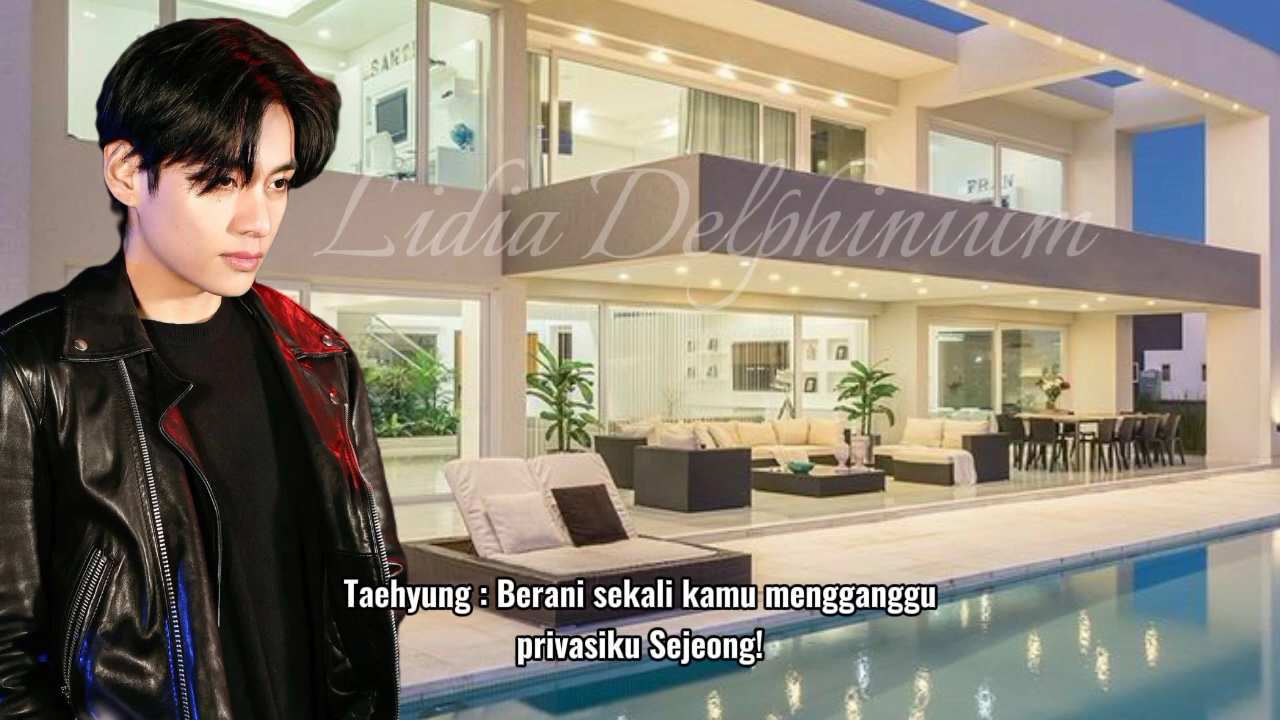 Lidia Delphinium
Taehyung : Berani sekali kamu mengganggu
privasiku Sejeong!